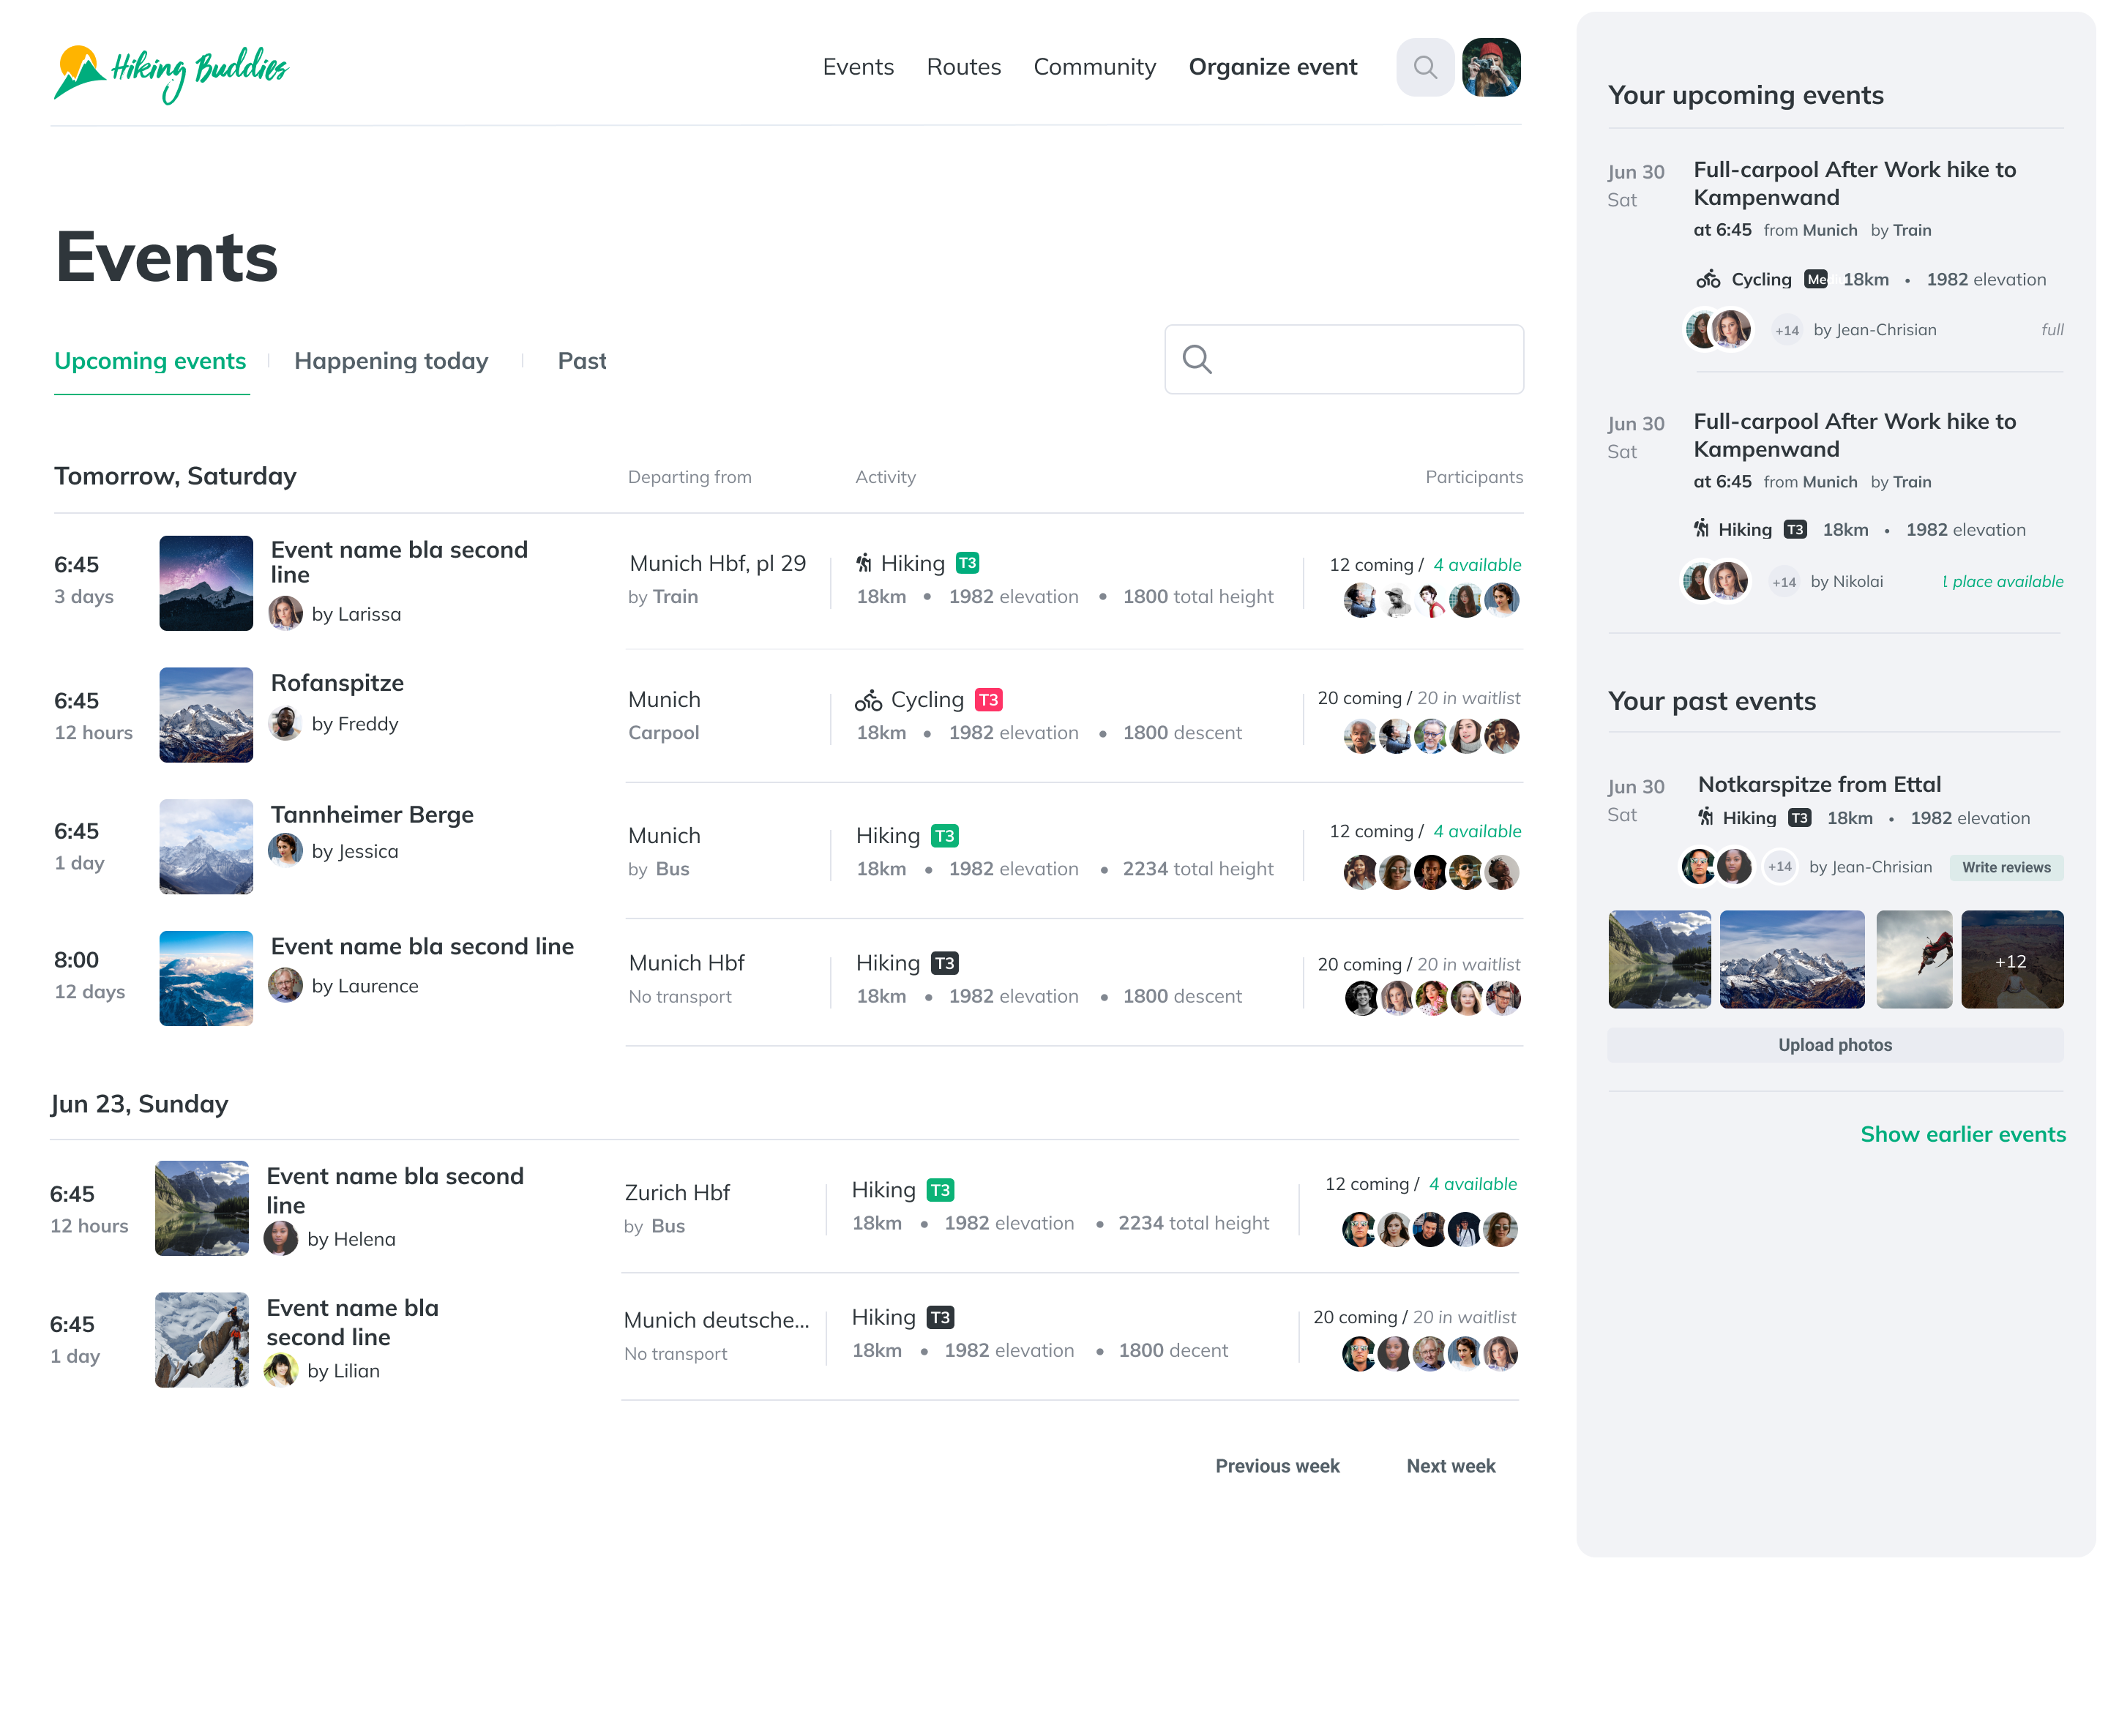 Hiking Buddies
Events
Routes
Community
Organize event
Events
Upcoming events
Happening today
Past
Tomorrow, Saturday
Departing from
Activity
Participants
6:45
3 days
Event name bla second
line
by Larissa
Munich Hbf, pl 29
by Train
Hiking T3
18km • 1982 elevation • 1800 total height
12 coming / 4 available
6:45
12 hours
Rofanspitze
by Freddy
Munich
Carpool
Cycling T3
18km • 1982 elevation • 1800 descent
20 coming / 20 in waitlist
6:45
1 day
Tannheimer Berge
by Jessica
Munich
by Bus
Hiking T3
18km • 1982 elevation • 2234 total height
12 coming / 4 available
8:00
12 days
Event name bla second line
by Laurence
Munich Hbf
No transport
Hiking T3
18km • 1982 elevation • 1800 descent
20 coming / 20 in waitlist
Jun 23, Sunday
6:45
12 hours
Event name bla second
line
by Helena
Zurich Hbf
by Bus
Hiking T3
18km • 1982 elevation • 2234 total height
12 coming / 4 available
6:45
1 day
Event name bla
second line
by Lilian
Munich deutsche...
No transport
Hiking T3
18km • 1982 elevation • 1800 decent
20 coming / 20 in waitlist
Previous week
Next week
Your upcoming events
Jun 30
Sat
Full-carpool After Work hike to
Kampenwand
at 6:45 from Munich by Train
Cycling Me 18km • 1982 elevation
+14 by Jean-Chrisian full
Jun 30
Sat
Full-carpool After Work hike to
Kampenwand
at 6:45 from Munich by Train
Hiking T3 18km • 1982 elevation
+14 by Nikolai 1 place available
Your past events
Jun 30
Sat
Notkarspitze from Ettal
Hiking T3 18km • 1982 elevation
+14 by Jean-Chrisian Write reviews
+12
Upload photos
Show earlier events